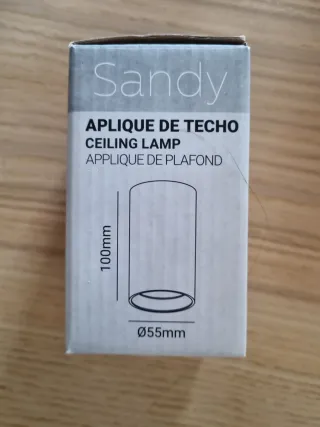 Sandy
APLIQUE DE TECHO
CEILING LAMP
APPLIQUE DE PLAFOND
100mm
Ø55mm